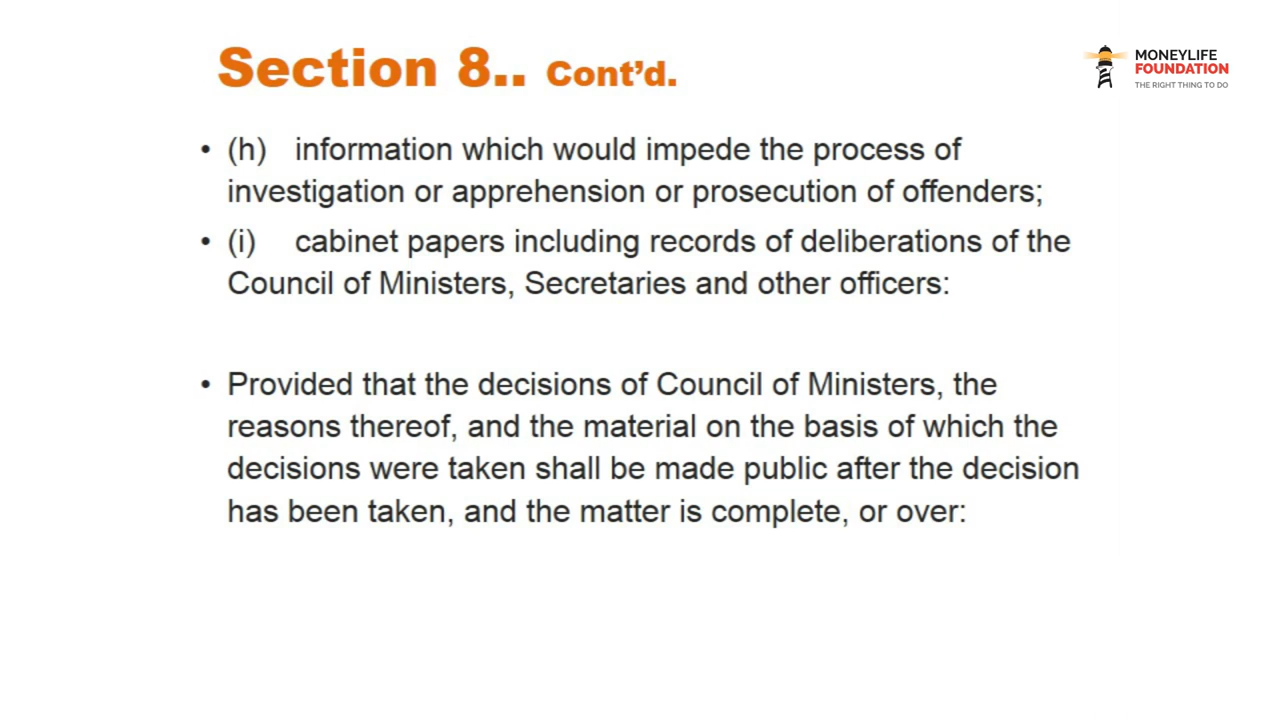 Section 8.. Cont’d.
MONEYLIFE
FOUNDATION
THE RIGHT THING TO DO
• (h) information which would impede the process of
investigation or apprehension or prosecution of offenders;
• (i) cabinet papers including records of deliberations of the
Council of Ministers, Secretaries and other officers:
• Provided that the decisions of Council of Ministers, the
reasons thereof, and the material on the basis of which the
decisions were taken shall be made public after the decision
has been taken, and the matter is complete, or over: